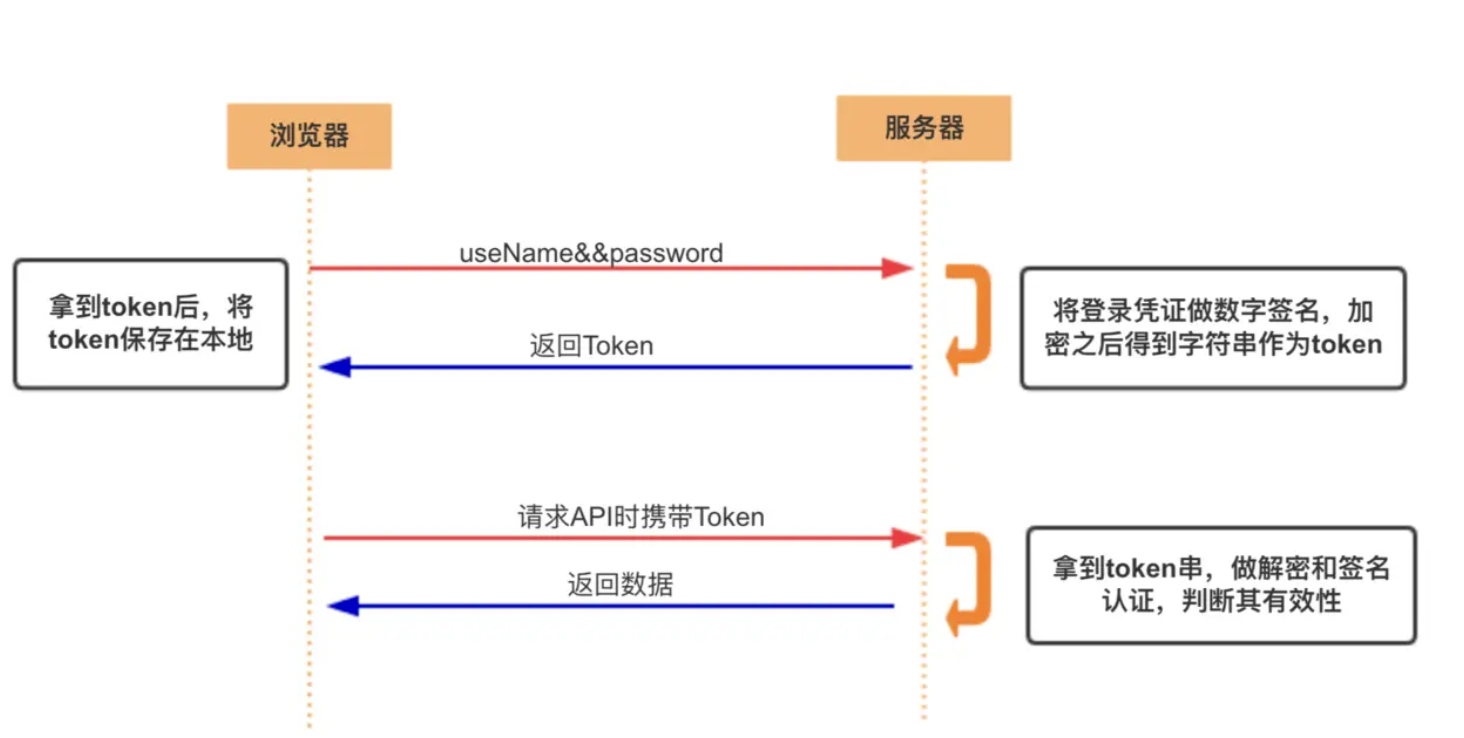 浏览器
服务器
useName&&password
拿到token后，将
token保存在本地
将登录凭证做数字签名，加
密之后得到字符串作为token
返回Token
请求API时携带Token
拿到token串，做解密和签名
认证，判断其有效性
返回数据